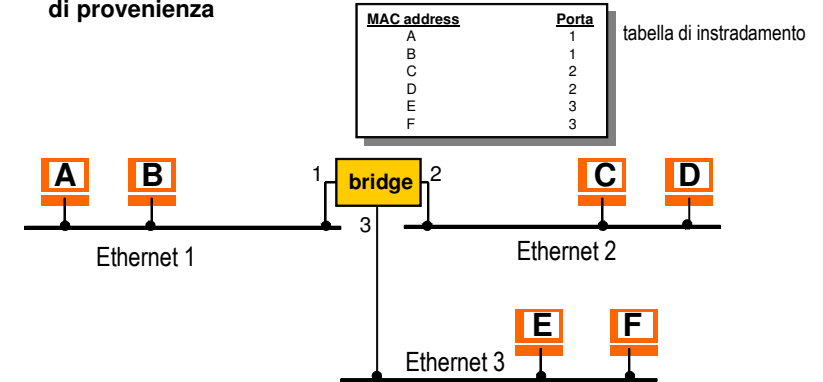 di provenienza
MAC address Porta
A 1
B 1
C 2
D 2
E 3
F 3
tabella di instradamento
A B 1 bridge 2 C D
3
Ethernet 1
Ethernet 2
E F
Ethernet 3